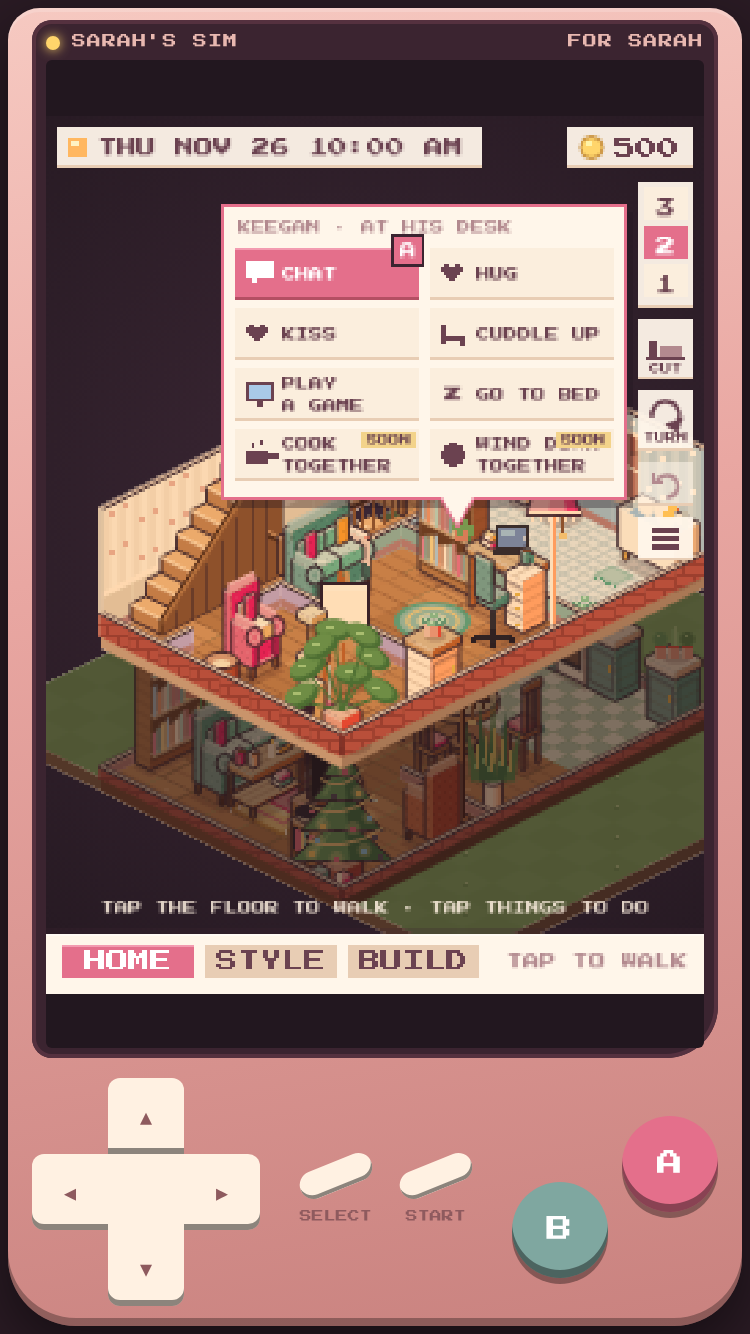 SARAH'S SIM
FOR SARAH
THU NOV 26 10:00 AM
500
3
2
1
CUT
TURN
KEEGAN - AT HIS DESK
A
CHAT
HUG
KISS
CUDDLE UP
PLAY
A GAME
Z GO TO BED
COOK
TOGETHER
SOON
WIND
TOGETHER
SOON
TAP THE FLOOR TO WALK · TAP THINGS TO DO
HOME
STYLE
BUILD
TAP TO WALK
SELECT
START
B
A